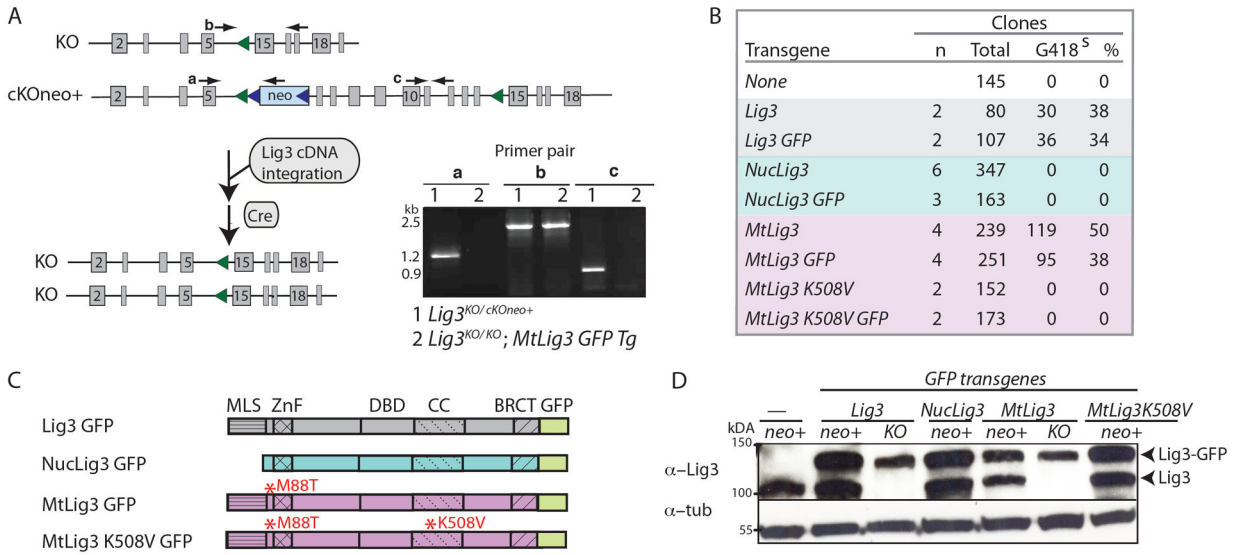 A
KO
b
2 5 15 18
cKOneo+
a c
2 5 neo 10 15 18
Lig3 cDNA
integration
Cre
KO
2 5 15 18
KO
2 5 15 18
Primer pair
a b c
1 2 1 2 1 2
kb
2.5
1.2
0.9
1 Lig3KO/cKOneo+
2 Lig3KO/KO; MtLig3 GFP Tg
B
Clones
Transgene n Total G418S %
None 145 0 0
Lig3 2 80 30 38
Lig3 GFP 2 107 36 34
NucLig3 6 347 0 0
NucLig3 GFP 3 163 0 0
MtLig3 4 239 119 50
MtLig3 GFP 4 251 95 38
MtLig3 K508V 2 152 0 0
MtLig3 K508V GFP 2 173 0 0
C
MLS ZnF DBD CC BRCT GFP
Lig3 GFP
NucLig3 GFP
*M88T
MtLig3 GFP
*M88T *K508V
MtLig3 K508V GFP
D
GFP transgenes
— Lig3 NucLig3 MtLig3 MtLig3K508V
kDA neo+ neo+ KO neo+ neo+ KO neo+
150
α–Lig3
Lig3-GFP
Lig3
100
α–tub
55